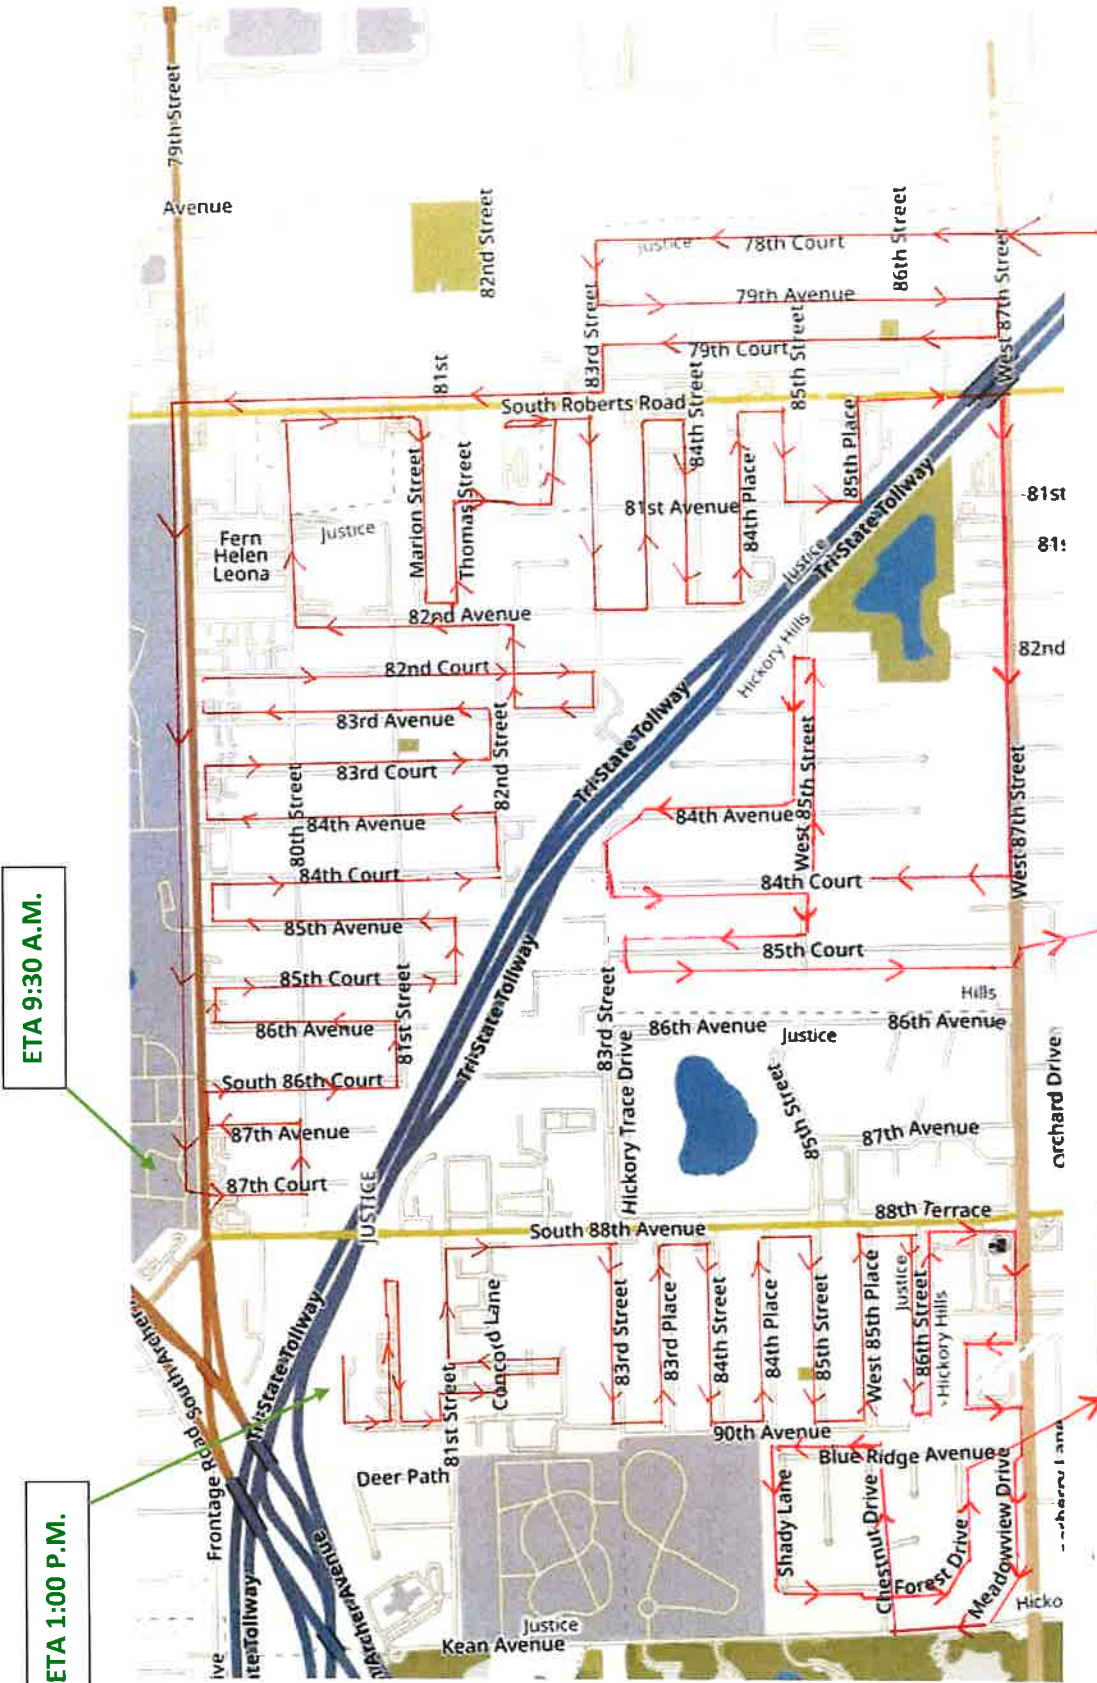 79th Street
Avenue
82nd Street
Justice
78th Court
86th Street
79th Avenue
83rd Street
85th Street
West 87th Street
79th Court
81st
South Roberts Road
84th Street
85th Place
Marion Street
Thomas Street
81st Avenue
84th Place
81st
Fern
Helen
Leona
Justice
Justice
Tri-State Tollway
82nd Avenue
Hickory Hills
82nd Court
82nd
83rd Avenue
82nd Street
Tri-State Tollway
83rd Court
80th Street
84th Avenue
84th Avenue
West 85th Street
West 87th Street
84th Court
84th Court
ETA 9:30 A.M.
85th Avenue
85th Court
85th Court
81st Street
Tri-State Tollway
83rd Street
Hills
86th Avenue
86th Avenue
Justice
86th Avenue
South 86th Court
Hickory Trace Drive
85th Street
Orchard Drive
87th Avenue
87th Avenue
87th Court
JUSTICE
South 88th Avenue
88th Terrace
Concord Lane
83rd Street
83rd Place
84th Street
84th Place
85th Street
West 85th Place
Justice
86th Street
Hickory Hills
Tri-State Tollway
South Archer
Frontage Road
81st Street
90th Avenue
Blue Ridge Avenue
Deer Path
Shady Lane
Chestnut Drive
Forest Drive
Meadowview Drive
ETA 1:00 P.M.
Archer Avenue
Justice
Kean Avenue
Hicko